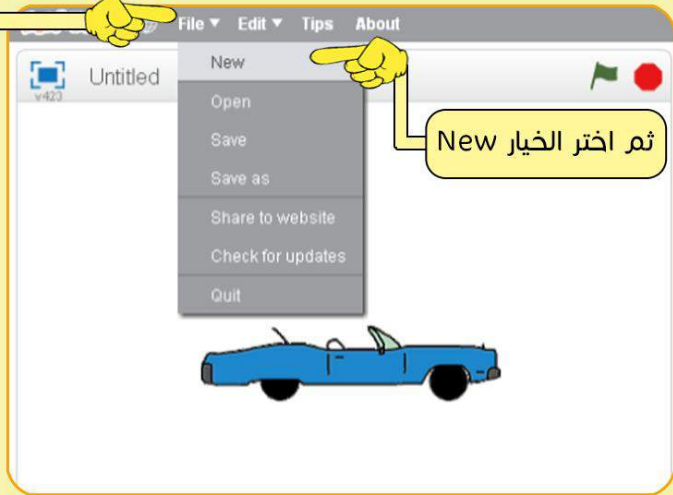 File ▼ Edit ▼ Tips About
Untitled
v423
New
Open
Save
Save as
Share to website
Check for updates
Quit
ثم اختر الخيار New